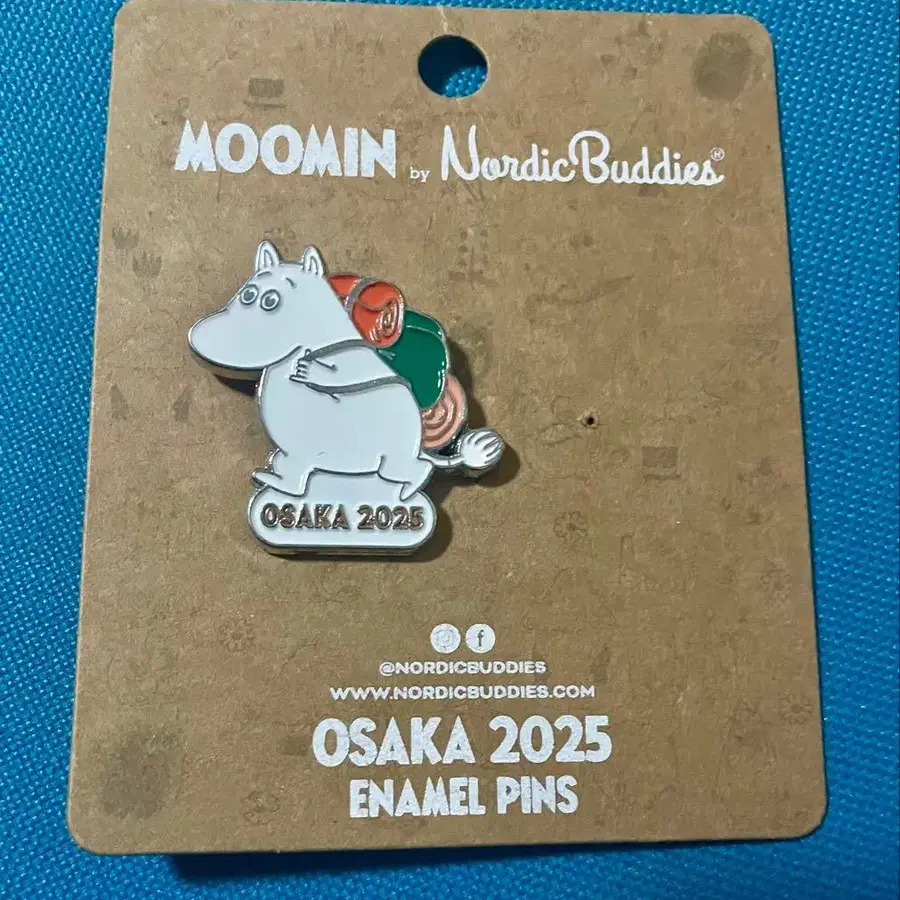 MOOMIN by NordicBuddies®
OSAKA 2025
@NORDICBUDDIES
WWW.NORDICBUDDIES.COM
OSAKA 2025
ENAMEL PINS